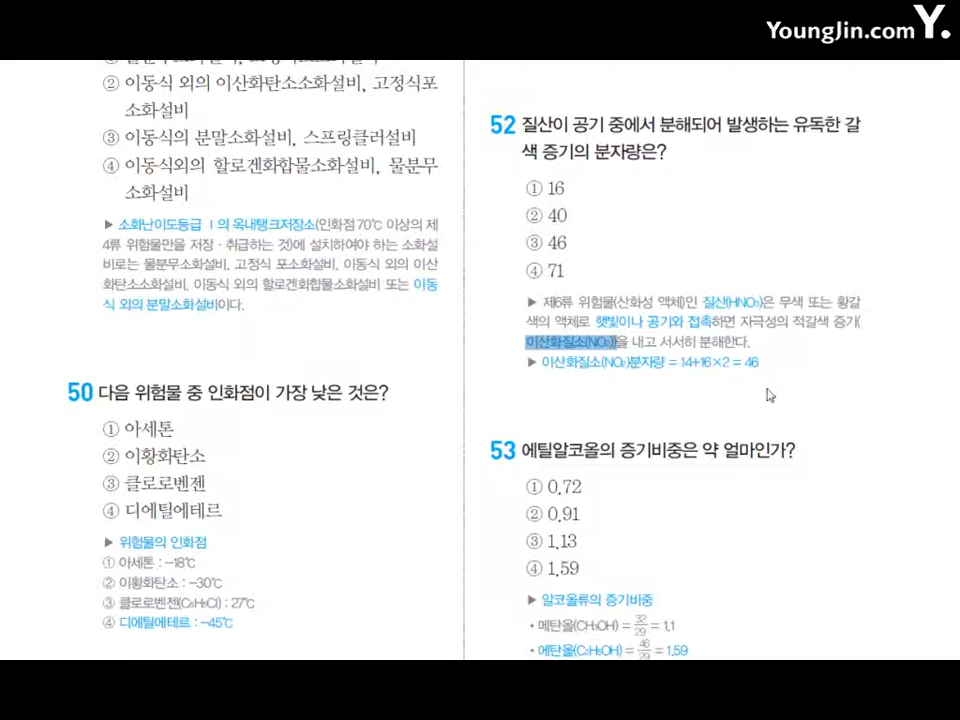 YoungJin.com Y.
② 이동식 외의 이산화탄소소화설비, 고정식포
소화설비
③ 이동식의 분말소화설비, 스프링클러설비
④ 이동식외의 할로겐화합물소화설비, 물분무
소화설비
▶ 소화난이도등급 Ⅰ의 옥내탱크저장소(인화점 70℃ 이상의 제
4류 위험물만을 저장·취급하는 것)에 설치하여야 하는 소화설
비로는 물분무소화설비, 고정식 포소화설비, 이동식 외의 이산
화탄소소화설비, 이동식 외의 할로겐화합물소화설비 또는 이동
식 외의 분말소화설비이다.
50 다음 위험물 중 인화점이 가장 낮은 것은?
① 아세톤
② 이황화탄소
③ 클로로벤젠
④ 디에틸에테르
▶ 위험물의 인화점
① 아세톤 : -18℃
② 이황화탄소 : -30℃
③ 클로로벤젠(C₆H₅Cl) : 27℃
④ 디에틸에테르 : -45℃
52 질산이 공기 중에서 분해되어 발생하는 유독한 갈
색 증기의 분자량은?
① 16
② 40
③ 46
④ 71
▶ 제6류 위험물(산화성 액체)인 질산(HNO₃)은 무색 또는 황갈
색의 액체로 햇빛이나 공기와 접촉하면 자극성의 적갈색 증기(
이산화질소(NO₂))을 내고 서서히 분해한다.
▶ 이산화질소(NO₂)분자량 = 14+16×2 = 46
53 에틸알코올의 증기비중은 약 얼마인가?
① 0.72
② 0.91
③ 1.13
④ 1.59
▶ 알코올류의 증기비중
• 메탄올(CH₃OH) = 32/29 = 1.1
• 에탄올(C₂H₅OH) = 46/29 = 1.59